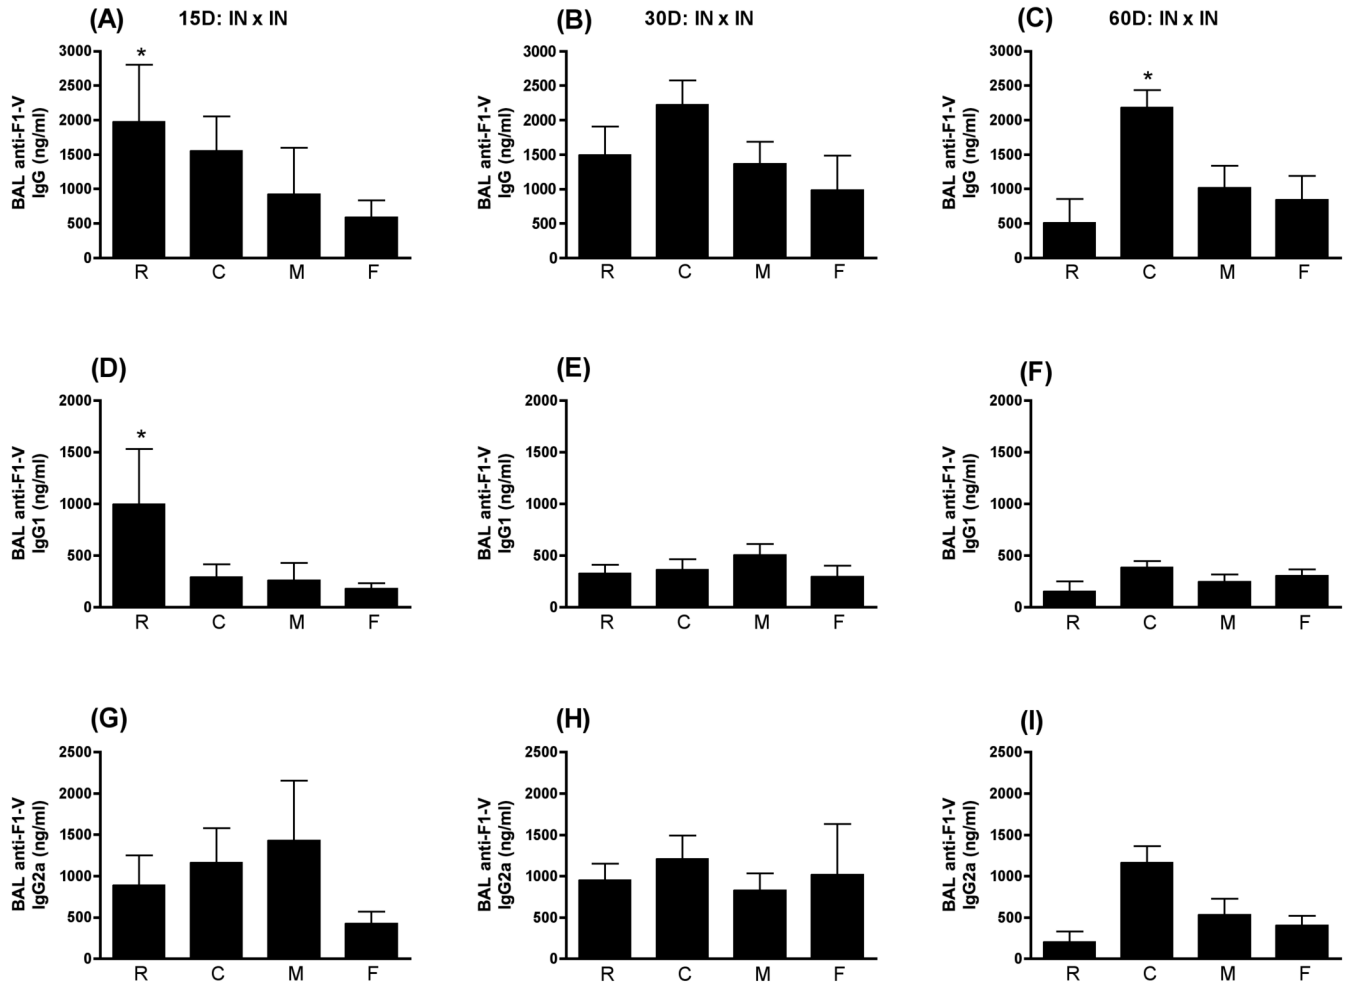 (A) 15D: IN x IN
(B) 30D: IN x IN
(C) 60D: IN x IN
BAL anti-F1-V
IgG (ng/ml)
3000
2500
2000
1500
1000
500
0
*
R C M F
BAL anti-F1-V
IgG (ng/ml)
3000
2500
2000
1500
1000
500
0
R C M F
BAL anti-F1-V
IgG (ng/ml)
3000
2500
2000
1500
1000
500
0
*
R C M F
(D)
BAL anti-F1-V
IgG1 (ng/ml)
2000
1500
1000
500
0
*
R C M F
(E)
BAL anti-F1-V
IgG1 (ng/ml)
2000
1500
1000
500
0
R C M F
(F)
BAL anti-F1-V
IgG1 (ng/ml)
2000
1500
1000
500
0
R C M F
(G)
BAL anti-F1-V
IgG2a (ng/ml)
2500
2000
1500
1000
500
0
R C M F
(H)
BAL anti-F1-V
IgG2a (ng/ml)
2500
2000
1500
1000
500
0
R C M F
(I)
BAL anti-F1-V
IgG2a (ng/ml)
2500
2000
1500
1000
500
0
R C M F